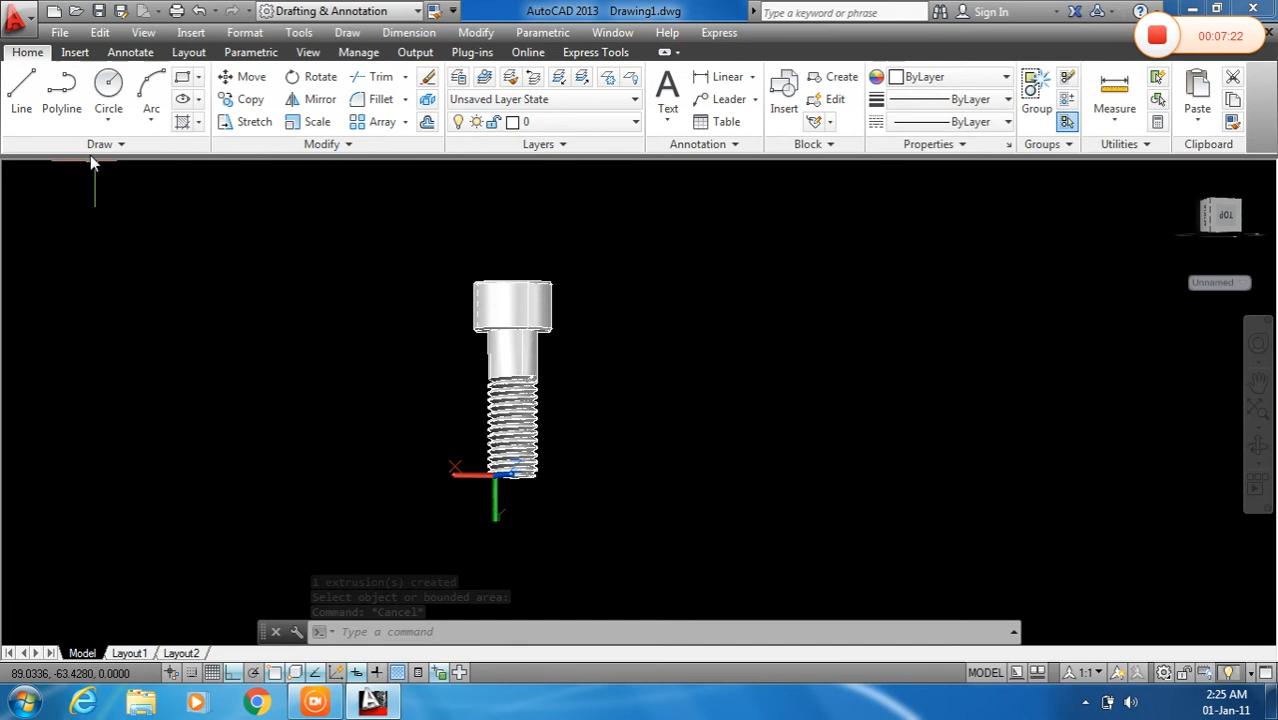 Drafting & Annotation
AutoCAD 2013 Drawing1.dwg
Type a keyword or phrase
Sign In
00:07:22
File Edit View Insert Format Tools Draw Dimension Modify Parametric Window Help Express
Home Insert Annotate Layout Parametric View Manage Output Plug-ins Online Express Tools
Line Polyline Circle Arc
Move Rotate Trim
Copy Mirror Fillet
Stretch Scale Array
Unsaved Layer State
0
Text
Linear
Leader
Table
Insert
Create
Edit
ByLayer
ByLayer
ByLayer
Group
Measure
Paste
Draw Modify Layers Annotation Block Properties Groups Utilities Clipboard
TOP
Unnamed
X
1 extrusion(s) created
Select object or bounded area:
Command: *Cancel*
Type a command
Model Layout1 Layout2
89.0336, -63.4280, 0.0000
MODEL
1:1
2:25 AM
01-Jan-11